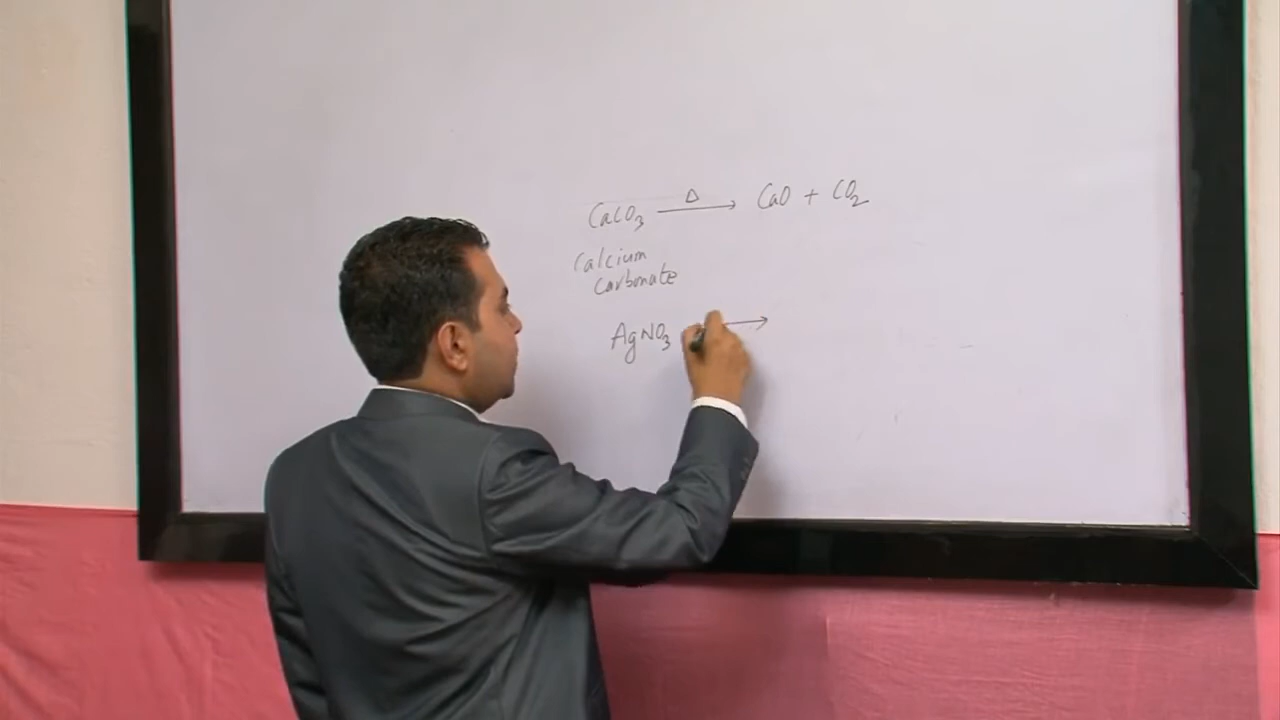 CaCO₃ —Δ→ CaO + CO₂
Calcium
Carbonate
AgNO₃ →